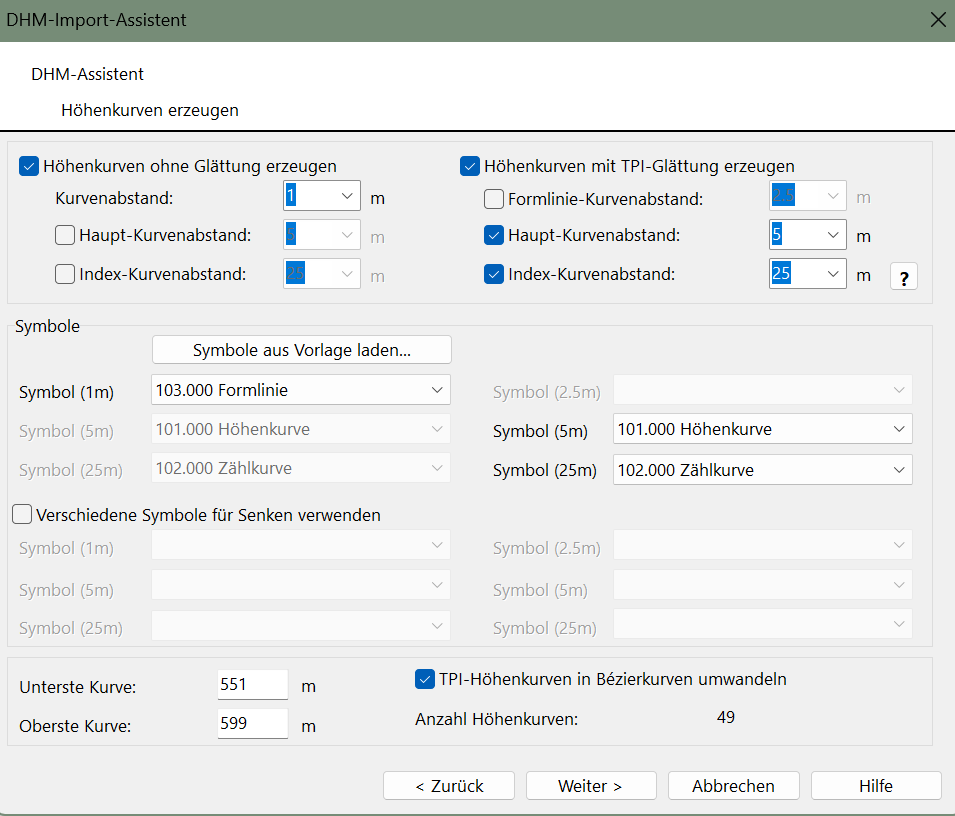 DHM-Import-Assistent
DHM-Assistent
Höhenkurven erzeugen
Höhenkurven ohne Glättung erzeugen
Kurvenabstand: 1 m
Haupt-Kurvenabstand: 5 m
Index-Kurvenabstand: 25 m
Höhenkurven mit TPI-Glättung erzeugen
Formlinie-Kurvenabstand: 2.5 m
Haupt-Kurvenabstand: 5 m
Index-Kurvenabstand: 25 m ?
Symbole
Symbole aus Vorlage laden...
Symbol (1m) 103.000 Formlinie
Symbol (5m) 101.000 Höhenkurve
Symbol (25m) 102.000 Zählkurve
Symbol (2.5m)
Symbol (5m) 101.000 Höhenkurve
Symbol (25m) 102.000 Zählkurve
Verschiedene Symbole für Senken verwenden
Symbol (1m)
Symbol (5m)
Symbol (25m)
Symbol (2.5m)
Symbol (5m)
Symbol (25m)
Unterste Kurve: 551 m
Oberste Kurve: 599 m
TPI-Höhenkurven in Bézierkurven umwandeln
Anzahl Höhenkurven: 49
< Zurück
Weiter >
Abbrechen
Hilfe